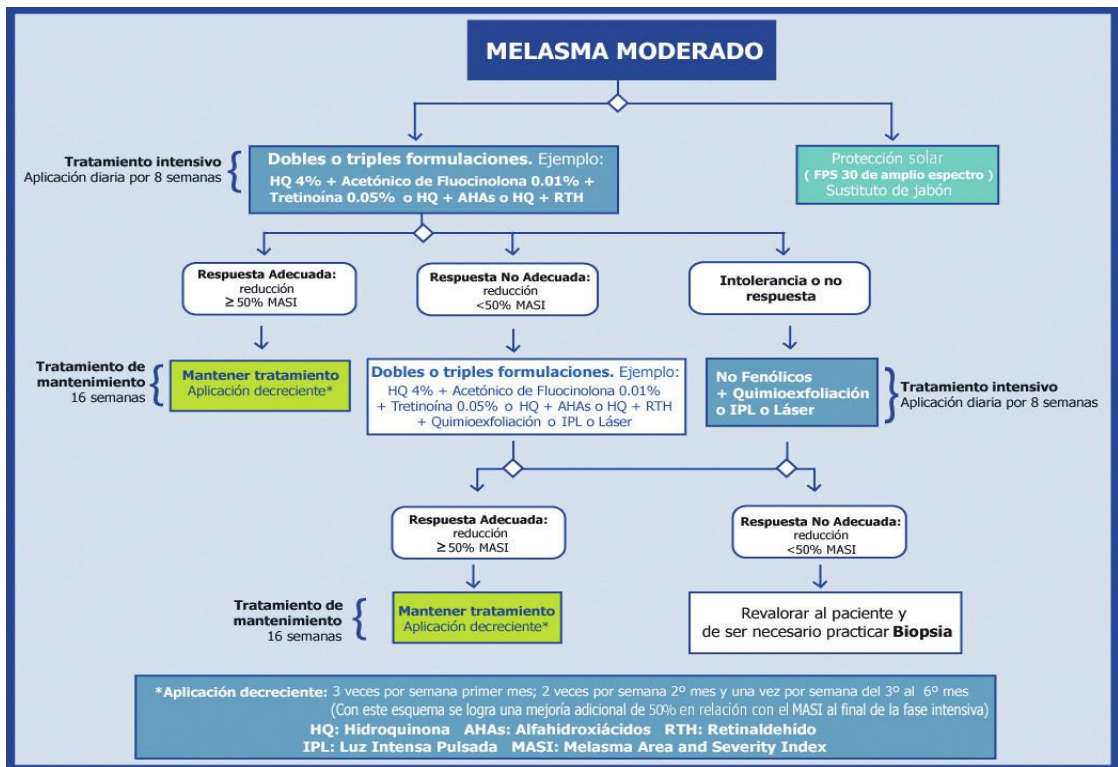 MELASMA MODERADO
Tratamiento intensivo
Aplicación diaria por 8 semanas
Dobles o triples formulaciones. Ejemplo:
HQ 4% + Acetónico de Fluocinolona 0.01% +
Tretinoína 0.05% o HQ + AHAs o HQ + RTH
Protección solar
( FPS 30 de amplio espectro )
Sustituto de jabón
Respuesta Adecuada:
reducción
≥ 50% MASI
Respuesta No Adecuada:
reducción
<50% MASI
Intolerancia o no
respuesta
Tratamiento de
mantenimiento
16 semanas
Mantener tratamiento
Aplicación decreciente*
Dobles o triples formulaciones. Ejemplo:
HQ 4% + Acetónico de Fluocinolona 0.01%
+ Tretinoína 0.05% o HQ + AHAs o HQ + RTH
+ Quimioexfoliación o IPL o Láser
No Fenólicos
+ Quimioexfoliación
o IPL o Láser
Tratamiento intensivo
Aplicación diaria por 8 semanas
Respuesta Adecuada:
reducción
≥ 50% MASI
Respuesta No Adecuada:
reducción
<50% MASI
Tratamiento de
mantenimiento
16 semanas
Mantener tratamiento
Aplicación decreciente*
Revalorar al paciente y
de ser necesario practicar Biopsia
*Aplicación decreciente: 3 veces por semana primer mes; 2 veces por semana 2º mes y una vez por semana del 3º al 6º mes
(Con este esquema se logra una mejoría adicional de 50% en relación con el MASI al final de la fase intensiva)
HQ: Hidroquinona AHAs: Alfahidroxiácidos RTH: Retinaldehído
IPL: Luz Intensa Pulsada MASI: Melasma Area and Severity Index